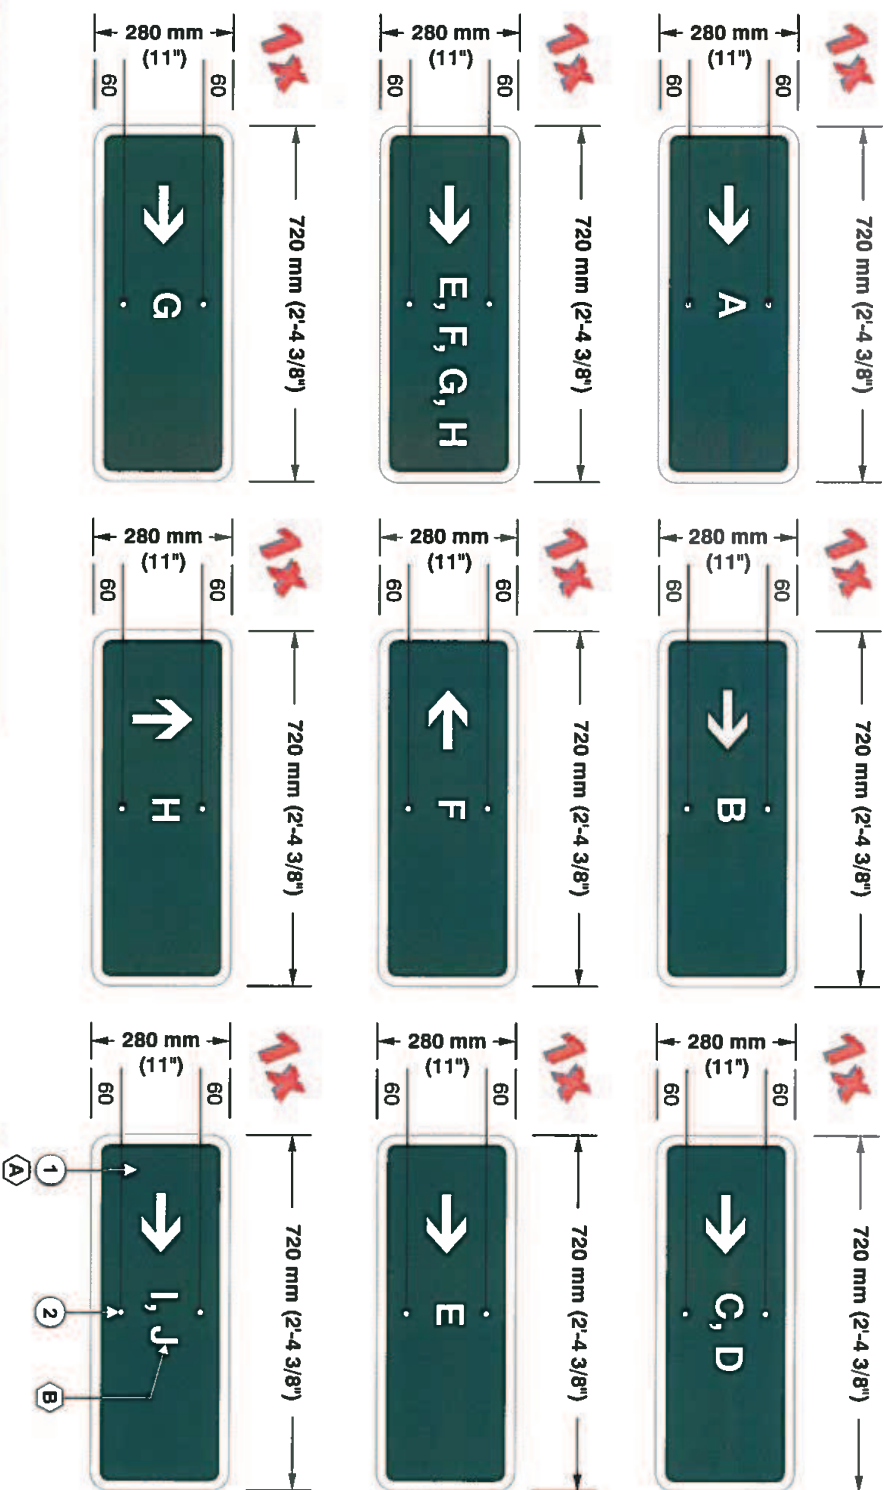 1x
720 mm (2'-4 3/8")
60
280 mm
(11")
60
A
1x
720 mm (2'-4 3/8")
60
280 mm
(11")
60
B
1x
720 mm (2'-4 3/8")
60
280 mm
(11")
60
C, D
1x
720 mm (2'-4 3/8")
60
280 mm
(11")
60
E, F, G, H
1x
720 mm (2'-4 3/8")
60
280 mm
(11")
60
F
1x
720 mm (2'-4 3/8")
60
280 mm
(11")
60
E
1x
720 mm (2'-4 3/8")
60
280 mm
(11")
60
G
1x
720 mm (2'-4 3/8")
60
280 mm
(11")
60
H
1x
720 mm (2'-4 3/8")
60
280 mm
(11")
60
I, J
1
2
B
A